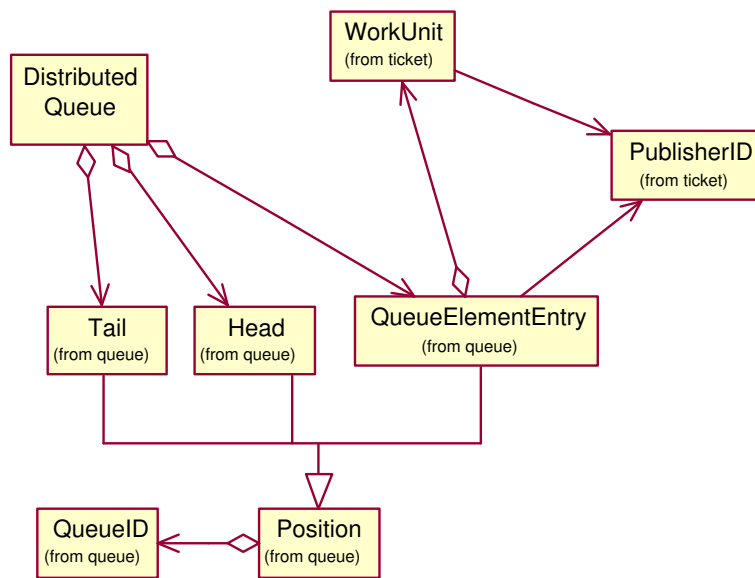 WorkUnit
(from ticket)
Distributed
Queue
PublisherID
(from ticket)
Tail
(from queue)
Head
(from queue)
QueueElementEntry
(from queue)
QueueID
(from queue)
Position
(from queue)